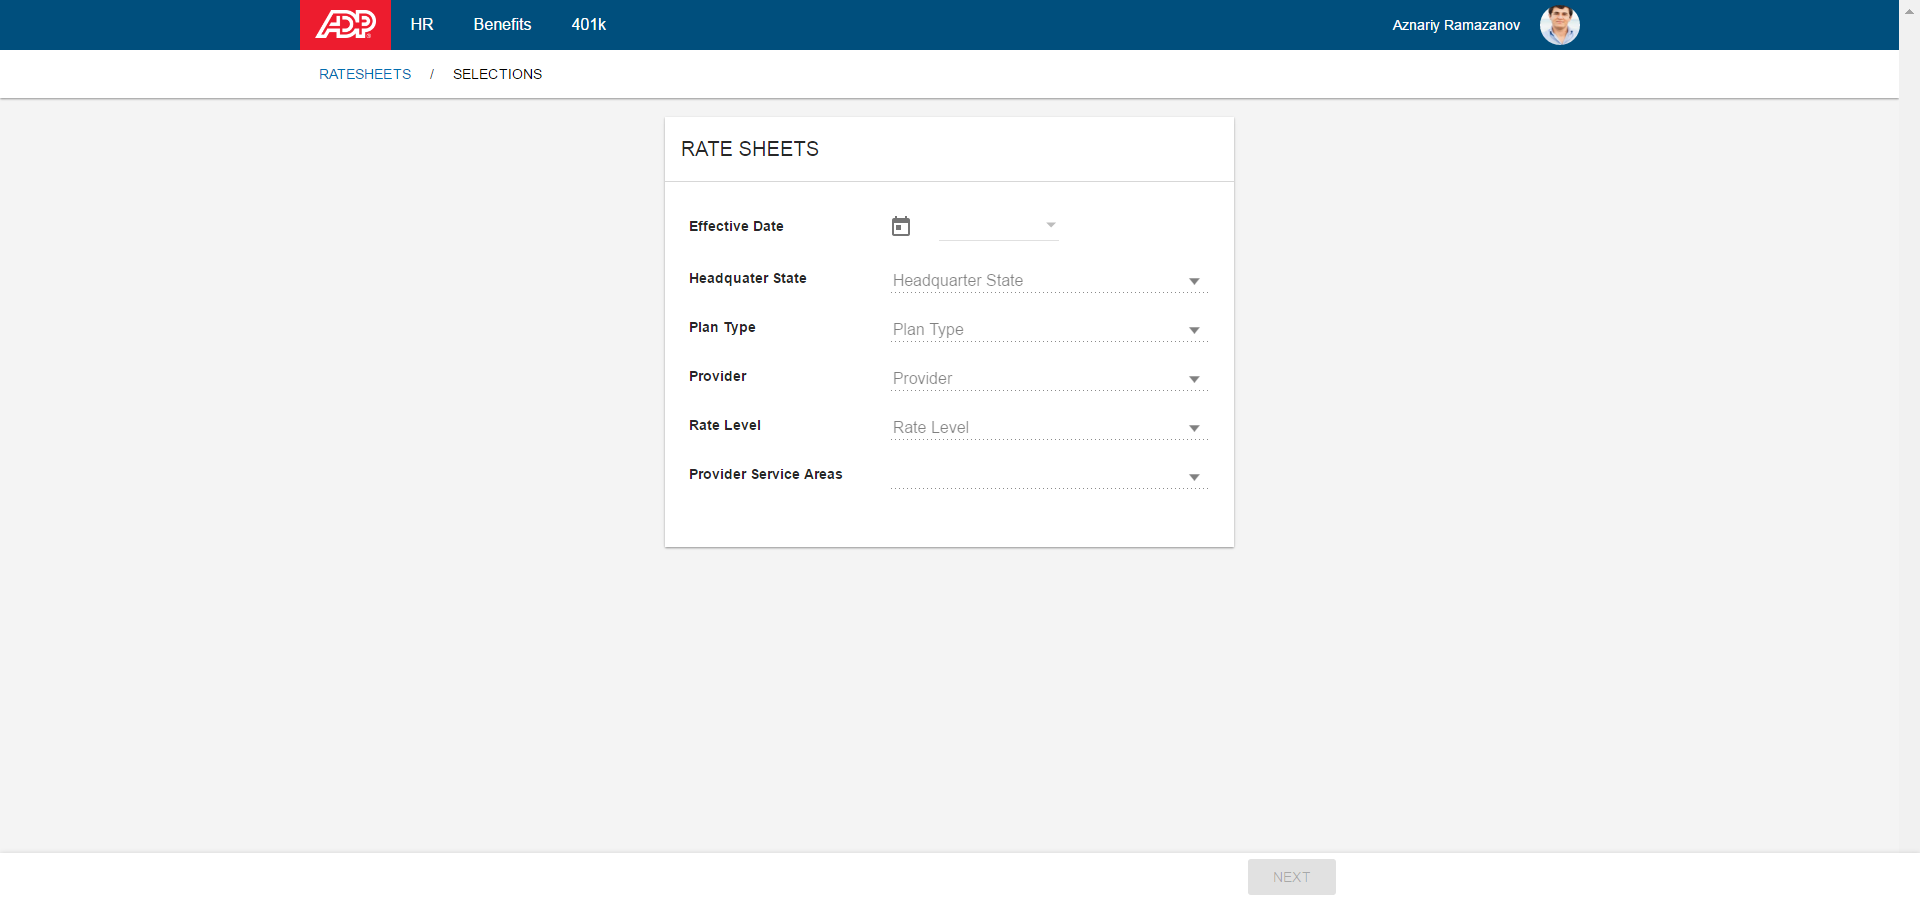 ADP HR Benefits 401k Aznariy Ramazanov
RATESHEETS / SELECTIONS
RATE SHEETS
Effective Date
Headquater State Headquarter State
Plan Type Plan Type
Provider Provider
Rate Level Rate Level
Provider Service Areas
NEXT